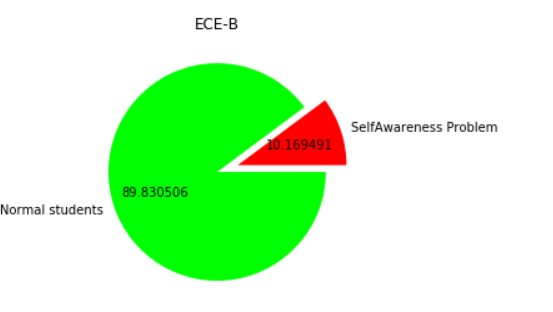 ECE-B
SelfAwareness Problem
10.169491
89.830506
Normal students